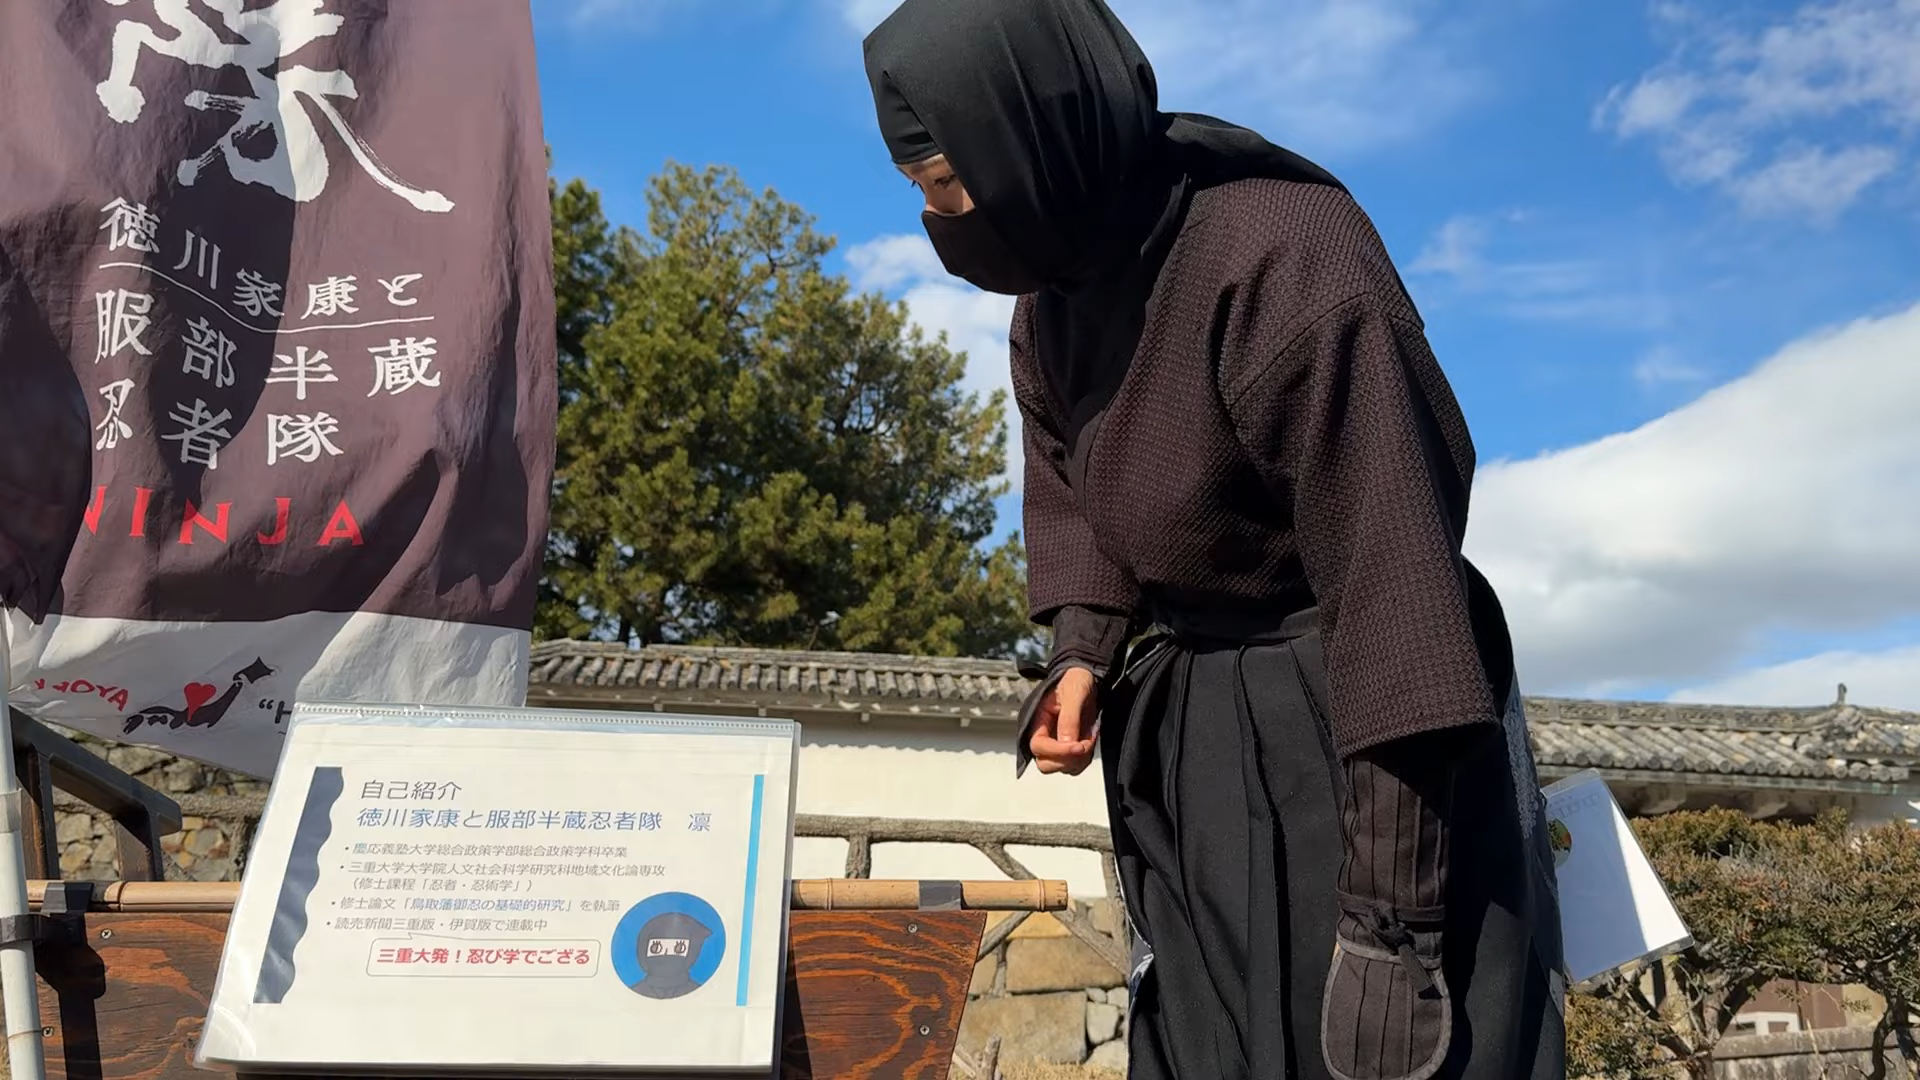 徳川家康と
服部半蔵
忍者隊
NINJA
自己紹介
徳川家康と服部半蔵忍者隊 凛
・慶応義塾大学総合政策学部総合政策学科卒業
・三重大学大学院人文社会科学研究科地域文化論専攻
（修士課程「忍者・忍術学」）
・修士論文「鳥取藩御忍の基礎的研究」を執筆
・読売新聞三重版・伊賀版で連載中
三重大発！忍び学でござる